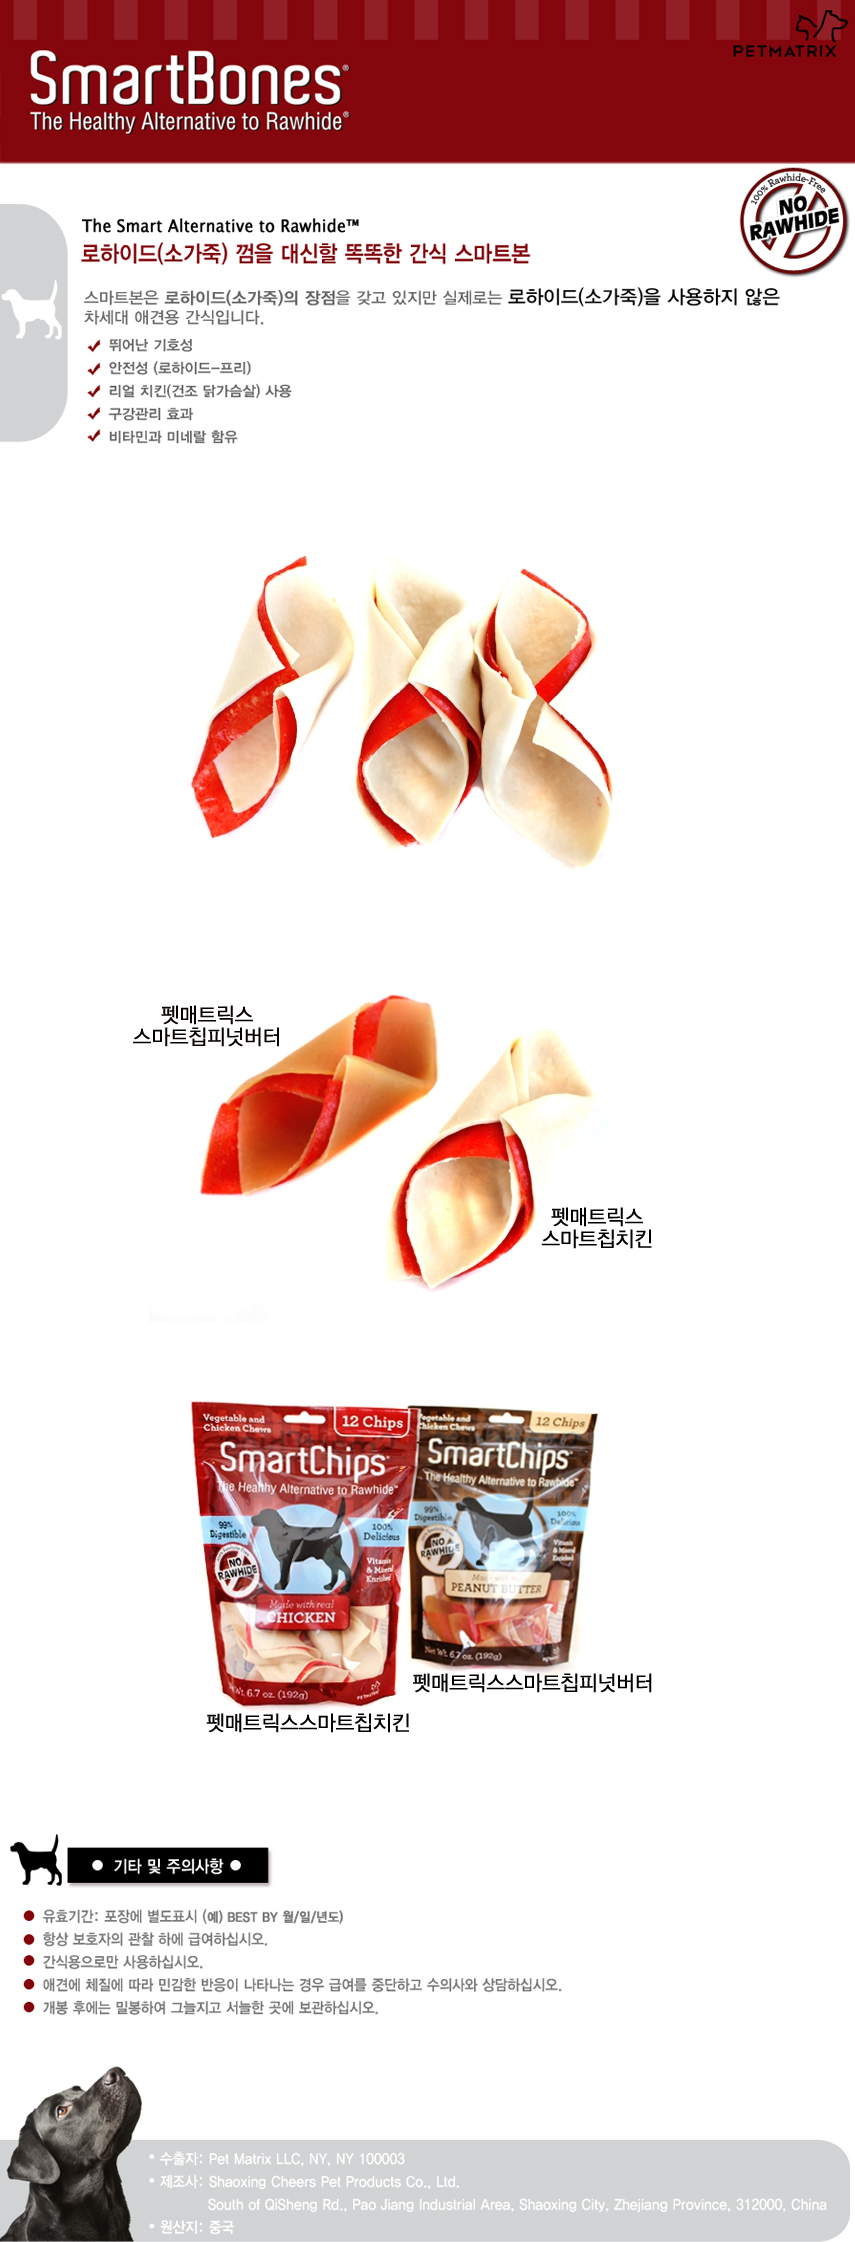 PETMATRIX
SmartBones®
The Healthy Alternative to Rawhide®
100% Rawhide-Free
NO
RAWHIDE
The Smart Alternative to Rawhide™
로하이드(소가죽) 껌을 대신할 똑똑한 간식 스마트본
스마트본은 로하이드(소가죽)의 장점을 갖고 있지만 실제로는 로하이드(소가죽)을 사용하지 않은
차세대 애견용 간식입니다.
뛰어난 기호성
안전성 (로하이드-프리)
리얼 치킨(건조 닭가슴살) 사용
구강관리 효과
비타민과 미네랄 함유
펫매트릭스
스마트칩피넛버터
펫매트릭스
스마트칩치킨
Vegetable and
Chicken Chews
12 Chips
SmartChips
The Healthy Alternative to Rawhide™
99%
Digestible
100%
Delicious
NO
RAWHIDE
Vitamin
& Mineral
Enriched
Made with real
CHICKEN
Net Wt. 6.7 oz. (192g)
PETMATRIX
Vegetable and
Chicken Chews
12 Chips
SmartChips
The Healthy Alternative to Rawhide™
99%
Digestible
100%
Delicious
NO
RAWHIDE
Vitamin
& Mineral
Enriched
Made with
PEANUT BUTTER
Net Wt. 6.7 oz. (192g)
펫매트릭스스마트칩피넛버터
펫매트릭스스마트칩치킨
● 기타 및 주의사항 ●
● 유효기간: 포장에 별도표시 (예) BEST BY 월/일/년도)
● 항상 보호자의 관찰 하에 급여하십시오.
● 간식용으로만 사용하십시오.
● 애견에 체질에 따라 민감한 반응이 나타나는 경우 급여를 중단하고 수의사와 상담하십시오.
● 개봉 후에는 밀봉하여 그늘지고 서늘한 곳에 보관하십시오.
* 수출자: Pet Matrix LLC, NY, NY 100003
* 제조사: Shaoxing Cheers Pet Products Co., Ltd.
South of QiSheng Rd., Pao Jiang Industrial Area, Shaoxing City, Zhejiang Province, 312000, China
* 원산지: 중국